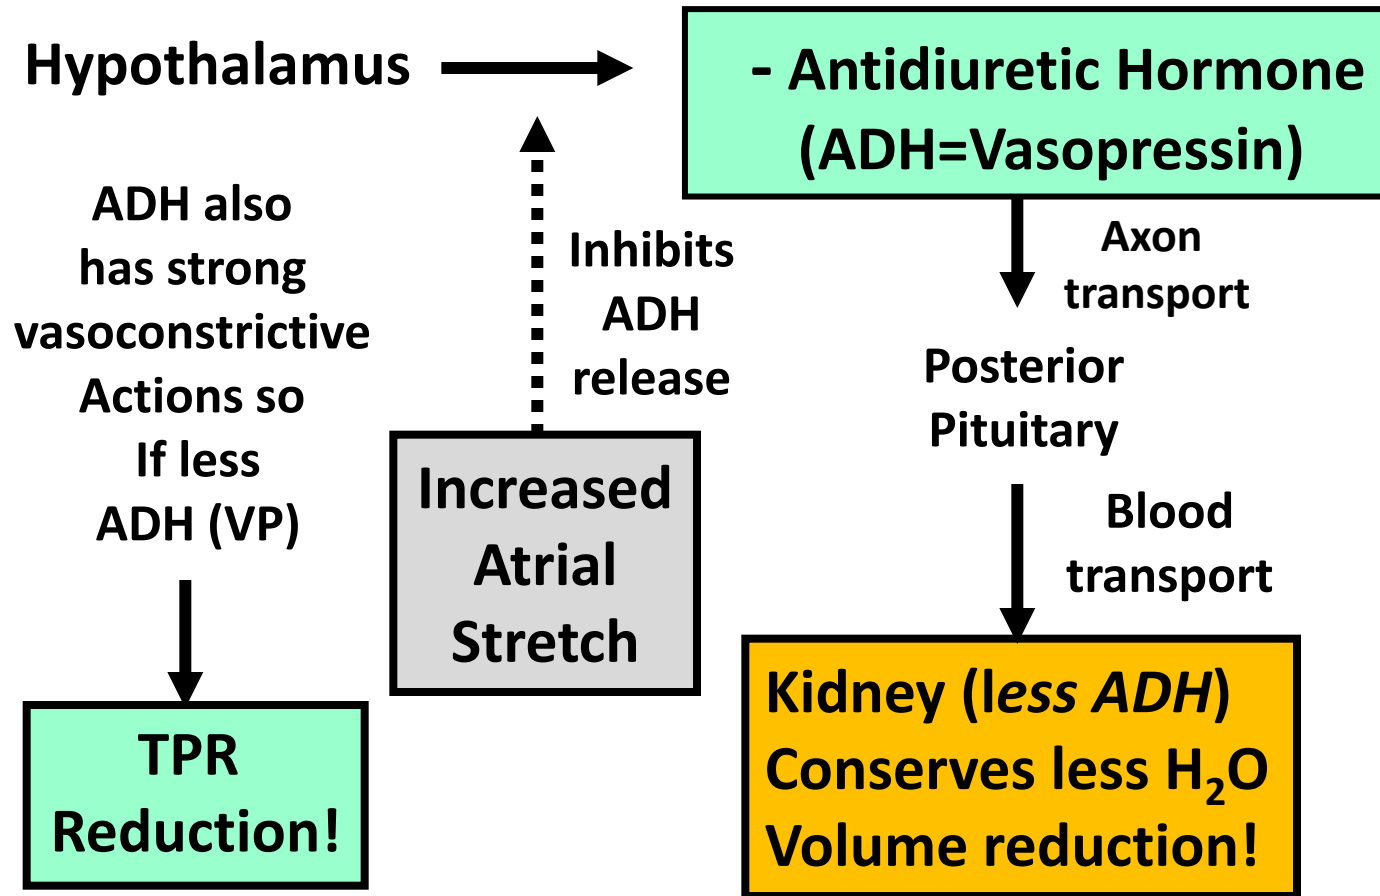 Hypothalamus
- Antidiuretic Hormone
(ADH=Vasopressin)
ADH also
has strong
vasoconstrictive
Actions so
If less
ADH (VP)
Inhibits
ADH
release
Axon
transport
Posterior
Pituitary
Increased
Atrial
Stretch
Blood
transport
TPR
Reduction!
Kidney (less ADH)
Conserves less H₂O
Volume reduction!